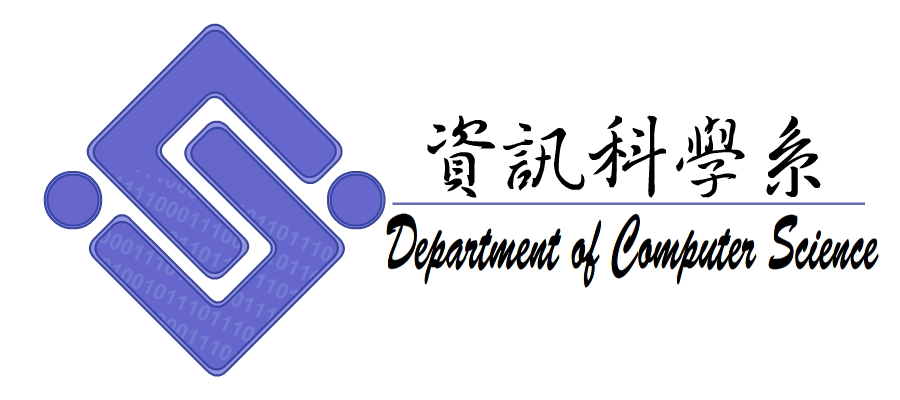 資訊科學系
Department of Computer Science